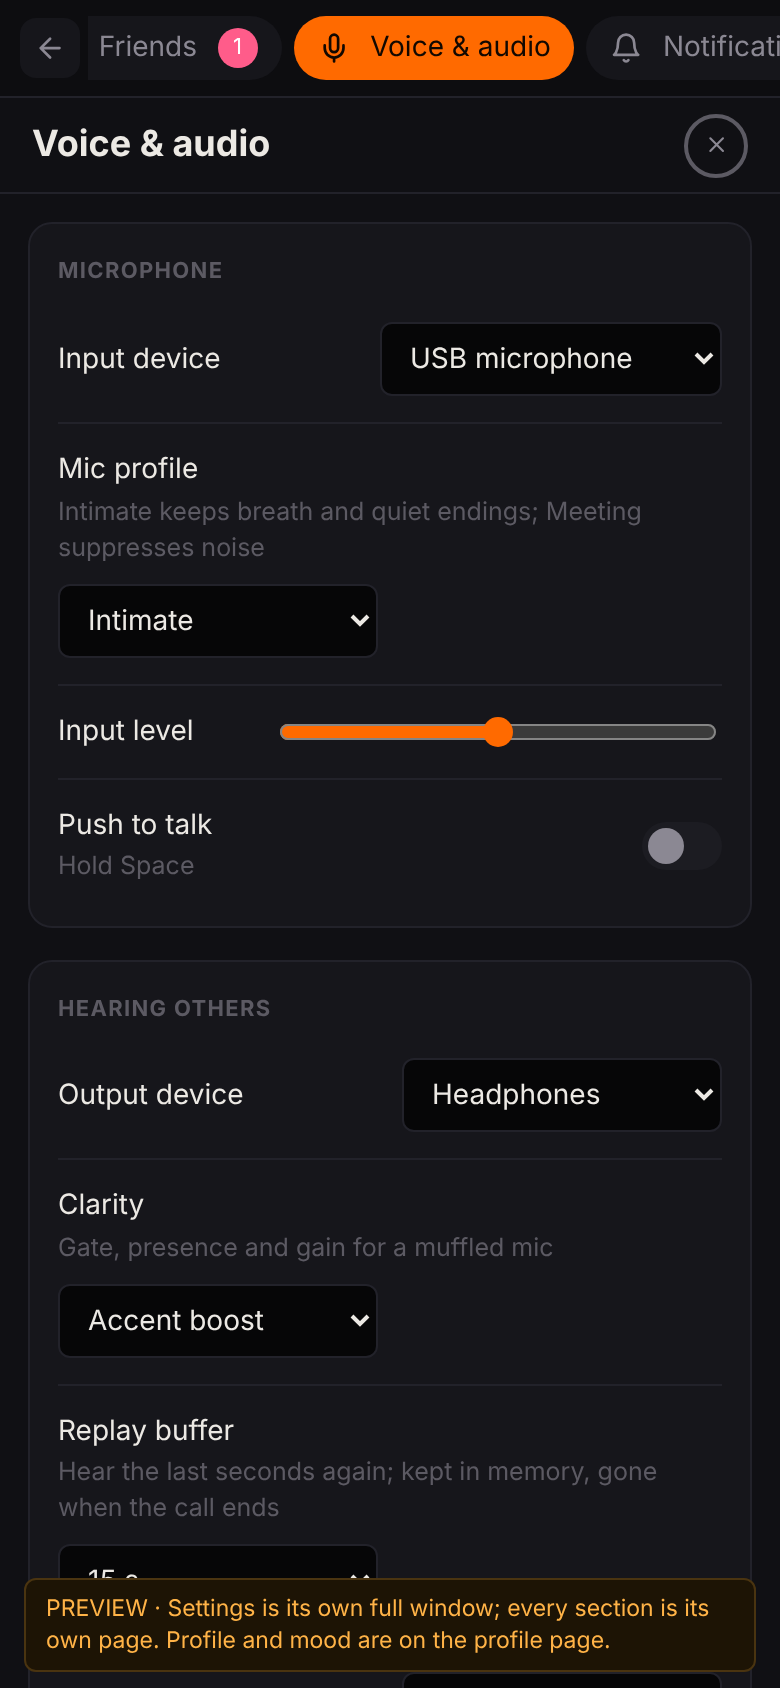 Friends 1
Voice & audio
Notificati
Voice & audio
MICROPHONE
Input device
USB microphone
Mic profile
Intimate keeps breath and quiet endings; Meeting
suppresses noise
Intimate
Input level
Push to talk
Hold Space
HEARING OTHERS
Output device
Headphones
Clarity
Gate, presence and gain for a muffled mic
Accent boost
Replay buffer
Hear the last seconds again; kept in memory, gone
when the call ends
PREVIEW · Settings is its own full window; every section is its
own page. Profile and mood are on the profile page.